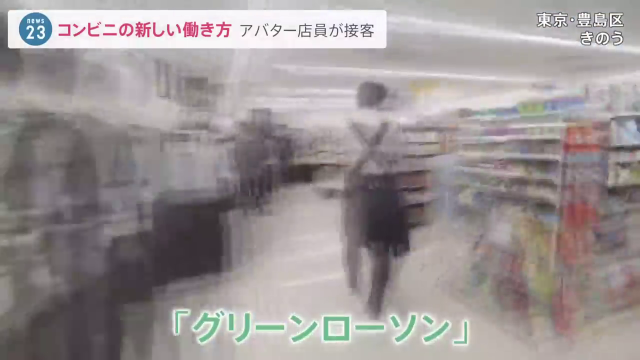 news
23
コンビニの新しい働き方 アバター店員が接客
東京・豊島区
きのう
「グリーンローソン」